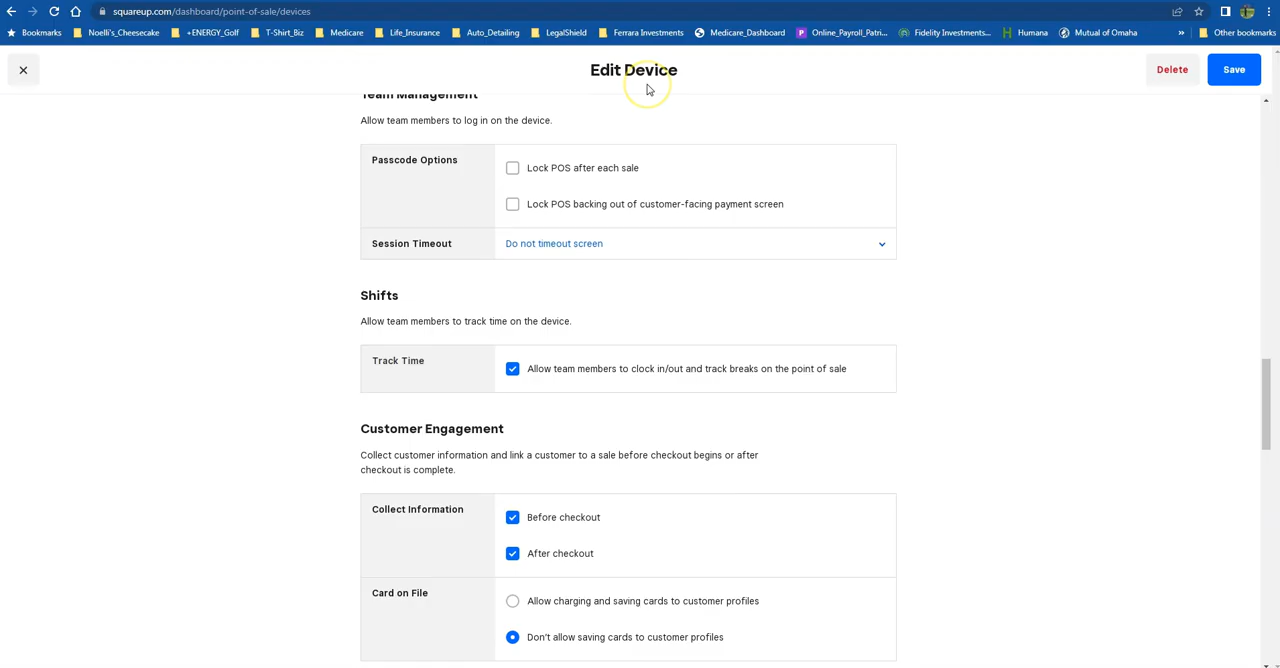 squareup.com/dashboard/point-of-sale/devices
Bookmarks Noelli's_Cheesecake +ENERGY_Golf T-Shirt_Biz Medicare Life_Insurance Auto_Detailing LegalShield Ferrara Investments Medicare_Dashboard Online_Payroll_Patri... Fidelity Investments... Humana Mutual of Omaha » Other bookmarks
Edit Device
Delete
Save
Team Management
Allow team members to log in on the device.
Passcode Options
Lock POS after each sale
Lock POS backing out of customer-facing payment screen
Session Timeout
Do not timeout screen
Shifts
Allow team members to track time on the device.
Track Time
Allow team members to clock in/out and track breaks on the point of sale
Customer Engagement
Collect customer information and link a customer to a sale before checkout begins or after
checkout is complete.
Collect Information
Before checkout
After checkout
Card on File
Allow charging and saving cards to customer profiles
Don't allow saving cards to customer profiles